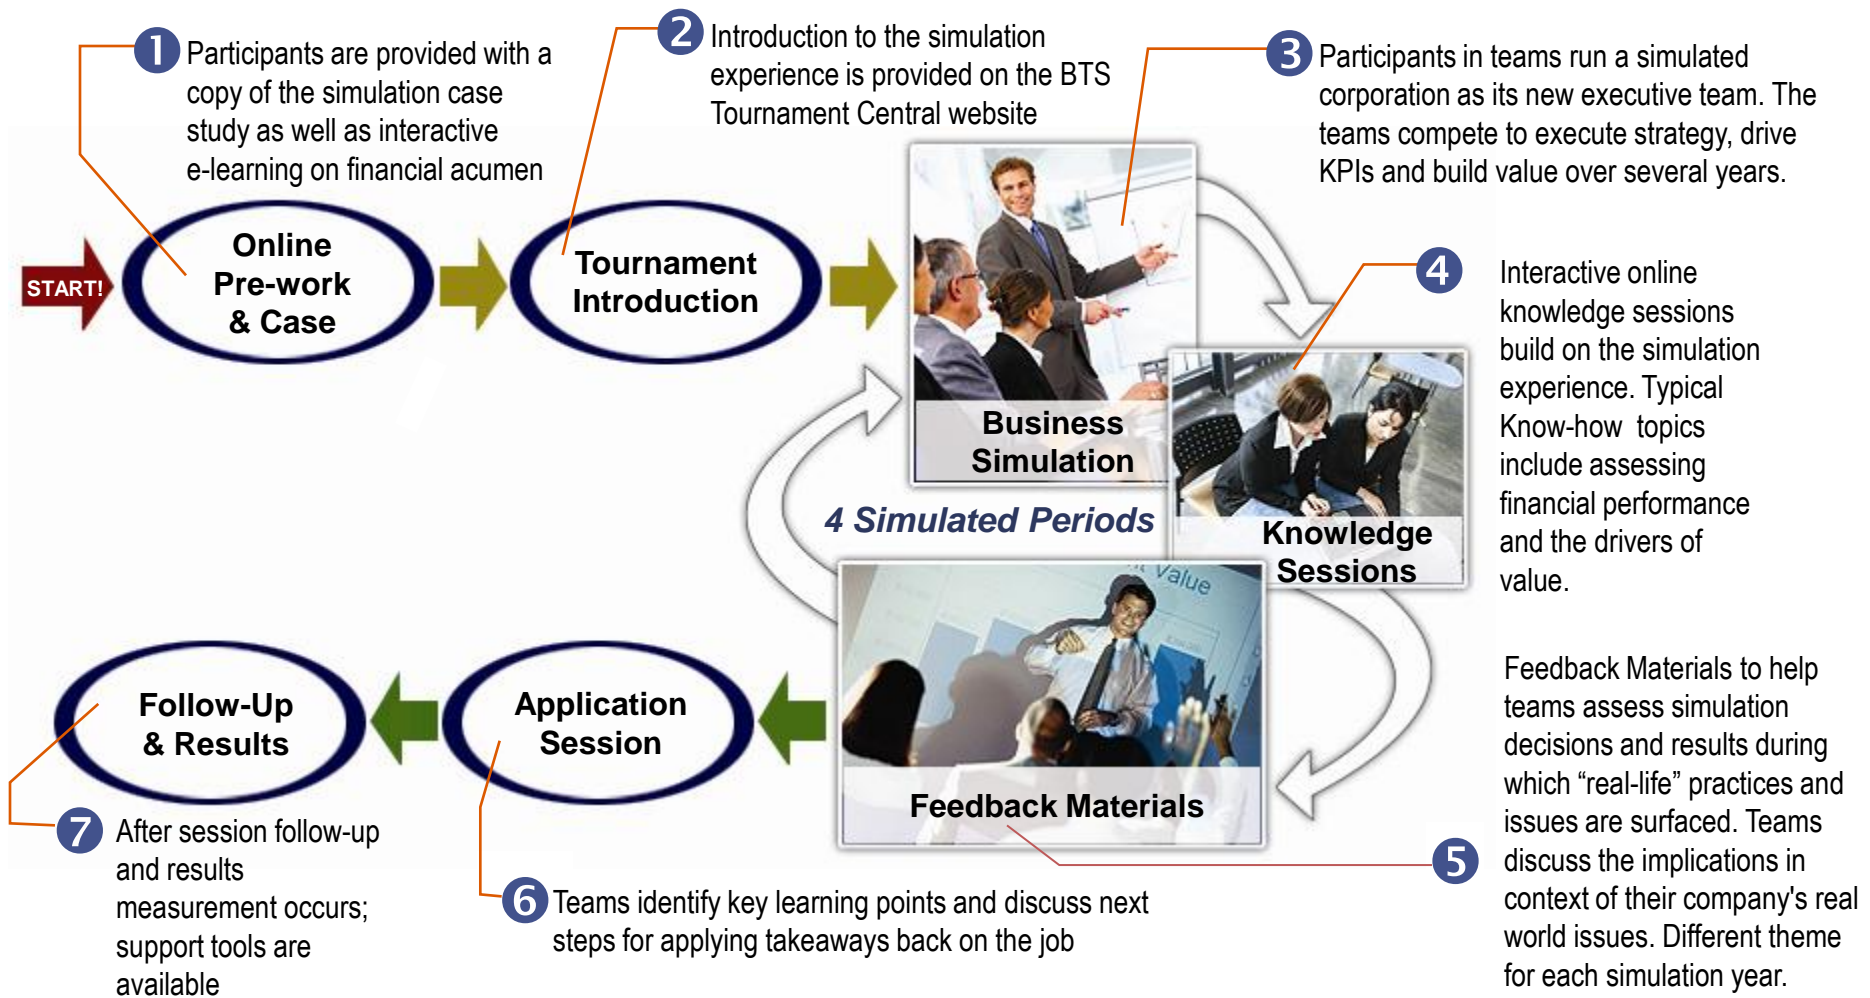 1 Participants are provided with a
copy of the simulation case
study as well as interactive
e-learning on financial acumen
2 Introduction to the simulation
experience is provided on the BTS
Tournament Central website
3 Participants in teams run a simulated
corporation as its new executive team. The
teams compete to execute strategy, drive
KPIs and build value over several years.
START!
Online
Pre-work
& Case
Tournament
Introduction
Business
Simulation
4 Interactive online
knowledge sessions
build on the simulation
experience. Typical
Know-how topics
include assessing
financial performance
and the drivers of
value.
4 Simulated Periods
Knowledge
Sessions
Value
Feedback Materials
5 Feedback Materials to help
teams assess simulation
decisions and results during
which “real-life” practices and
issues are surfaced. Teams
discuss the implications in
context of their company's real
world issues. Different theme
for each simulation year.
Application
Session
6 Teams identify key learning points and discuss next
steps for applying takeaways back on the job
Follow-Up
& Results
7 After session follow-up
and results
measurement occurs;
support tools are
available